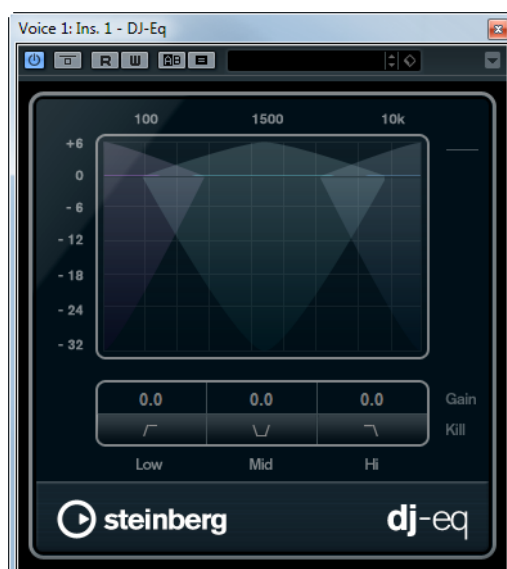 Voice 1: Ins. 1 - DJ-Eq
R W AB
100 1500 10k
+6
0
- 6
- 12
- 18
- 24
- 32
0.0 0.0 0.0 Gain
Kill
Low Mid Hi
steinberg dj-eq